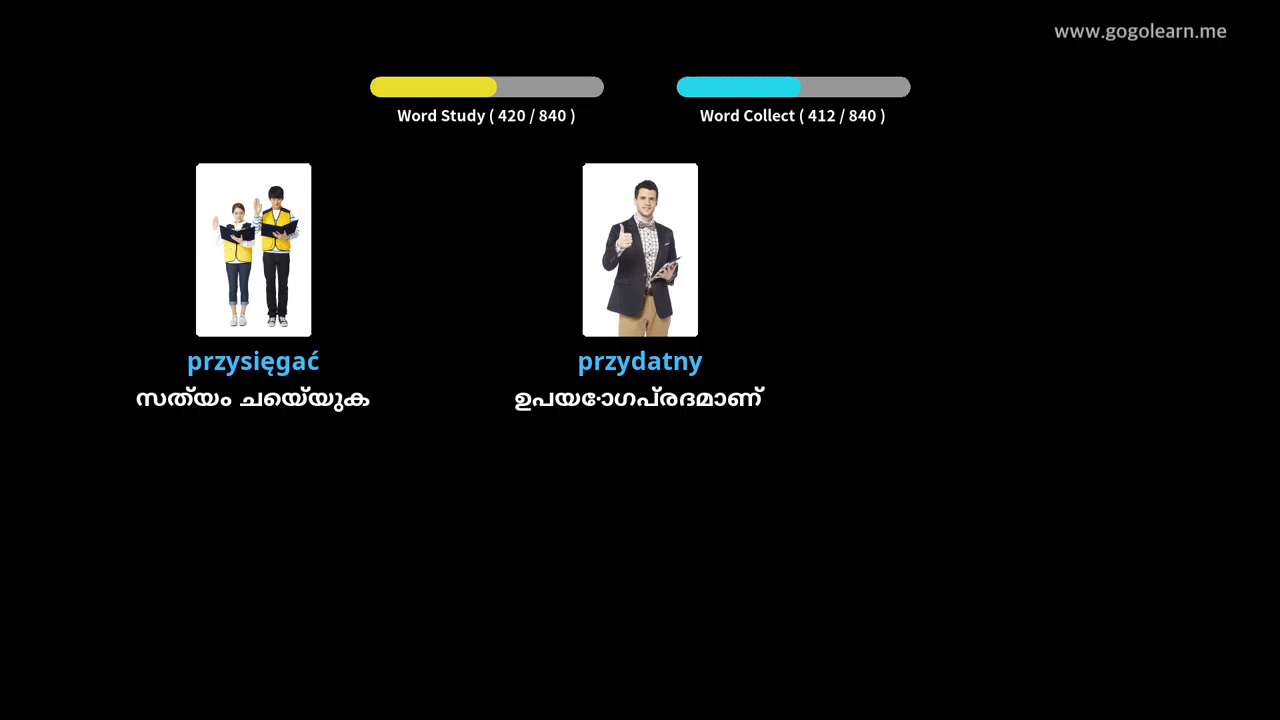 www.gogolearn.me
Word Study ( 420 / 840 )
Word Collect ( 412 / 840 )
przysięgać
przydatny
സത്യം ചെയ്യുക
ഉപയോഗപ്രദമാണ്